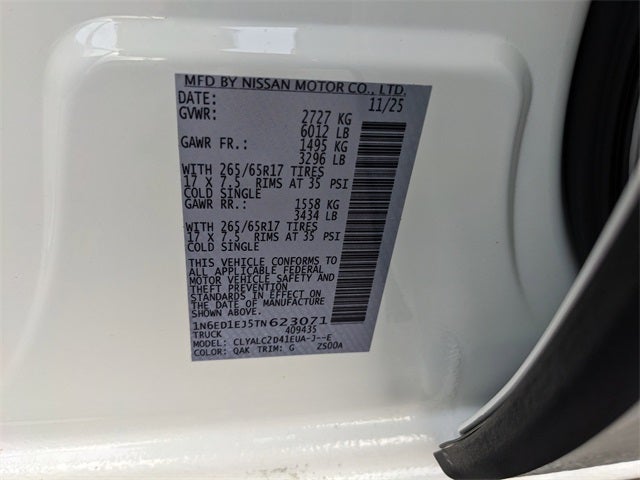 MFD BY NISSAN MOTOR CO., LTD.
DATE: 11/25
GVWR: 2727 KG
6012 LB
GAWR FR.: 1495 KG
3296 LB
WITH 265/65R17 TIRES
17 X 7.5 RIMS AT 35 PSI
COLD SINGLE
GAWR RR.: 1558 KG
3434 LB
WITH 265/65R17 TIRES
17 X 7.5 RIMS AT 35 PSI
COLD SINGLE
THIS VEHICLE CONFORMS TO
ALL APPLICABLE FEDERAL
MOTOR VEHICLE SAFETY AND
THEFT PREVENTION
STANDARDS IN EFFECT ON
THE DATE OF MANUFACTURE
SHOWN ABOVE.
1N6ED1EJ5TN623071
TRUCK 409435
MODEL: CLYALC2D41EUA-J--E
COLOR: QAK TRIM: G ZS00A